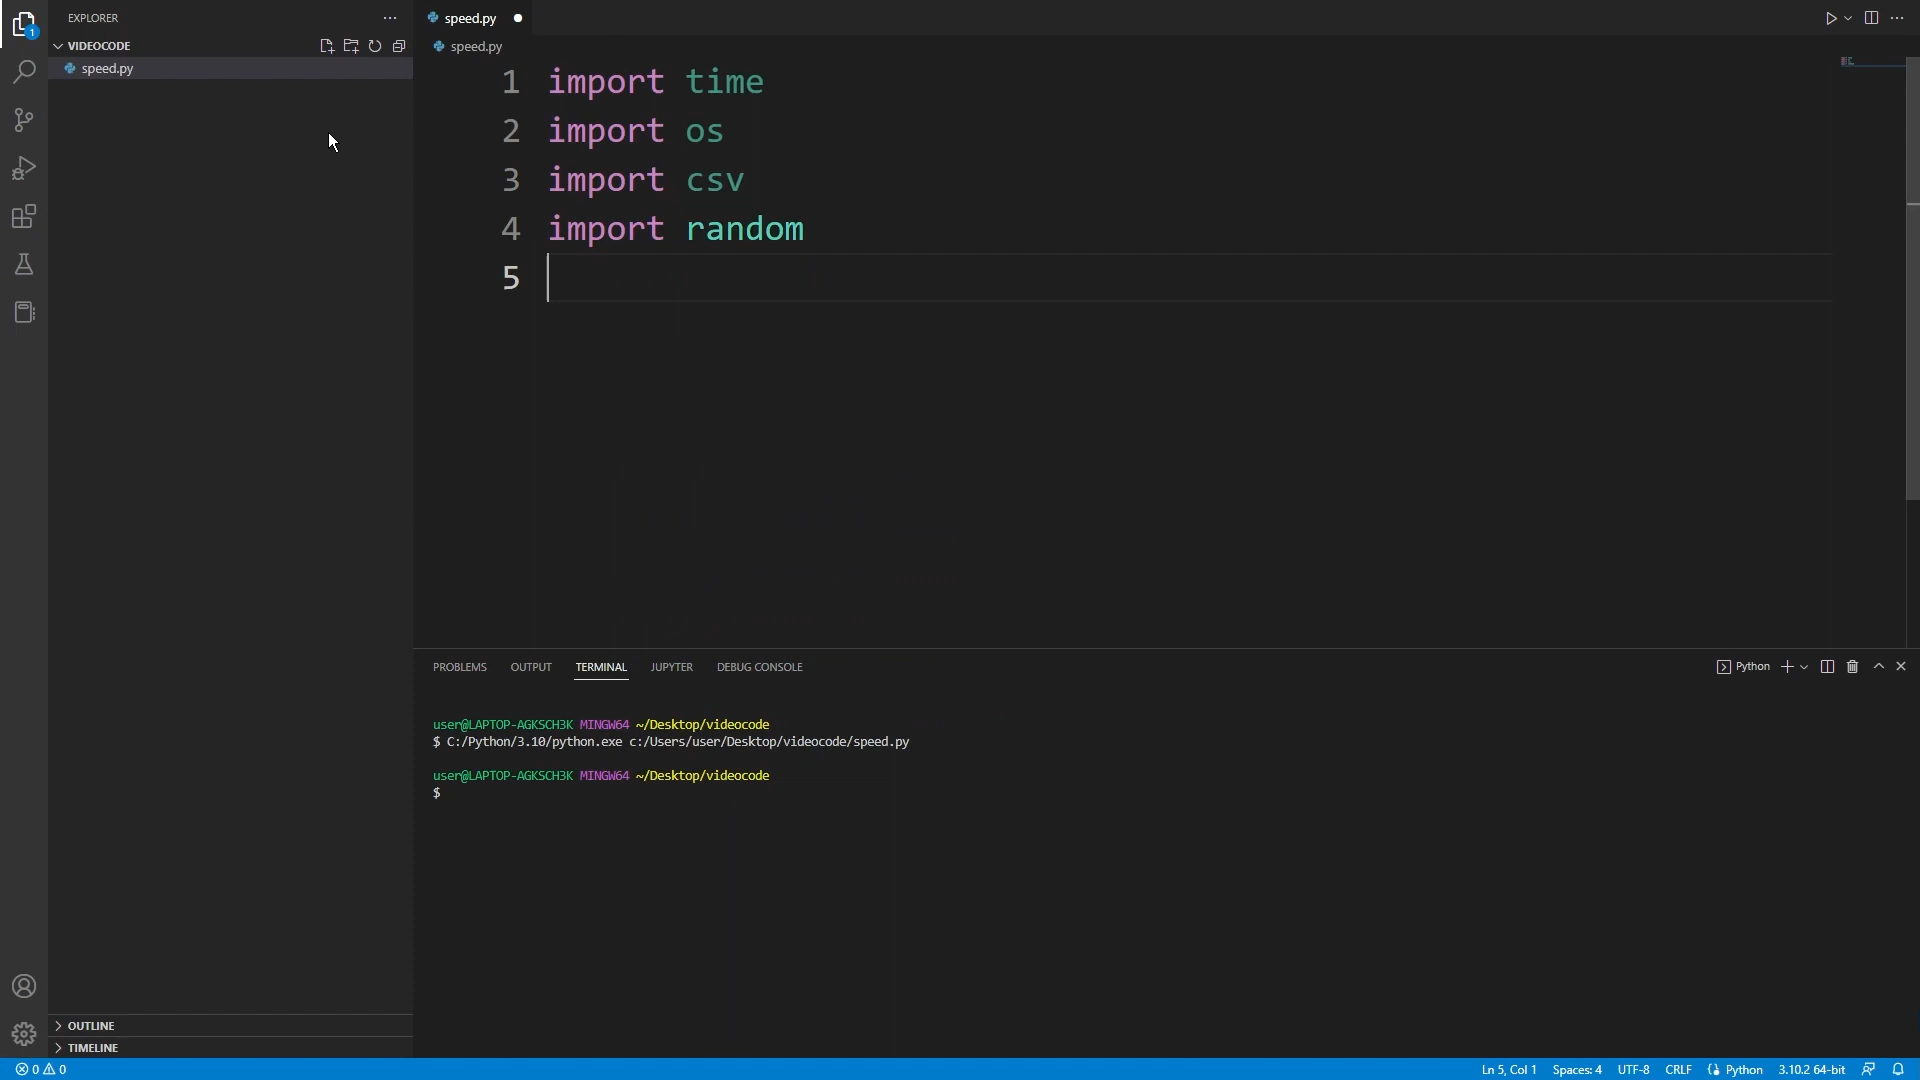 EXPLORER
VIDEOCODE
speed.py
1
speed.py
speed.py
1 import time
2 import os
3 import csv
4 import random
5
PROBLEMS OUTPUT TERMINAL JUPYTER DEBUG CONSOLE
Python
user@LAPTOP-AGKSCH3K MINGW64 ~/Desktop/videocode
$ C:/Python/3.10/python.exe c:/Users/user/Desktop/videocode/speed.py
user@LAPTOP-AGKSCH3K MINGW64 ~/Desktop/videocode
$
OUTLINE
TIMELINE
0 0
Ln 5, Col 1 Spaces: 4 UTF-8 CRLF Python 3.10.2 64-bit